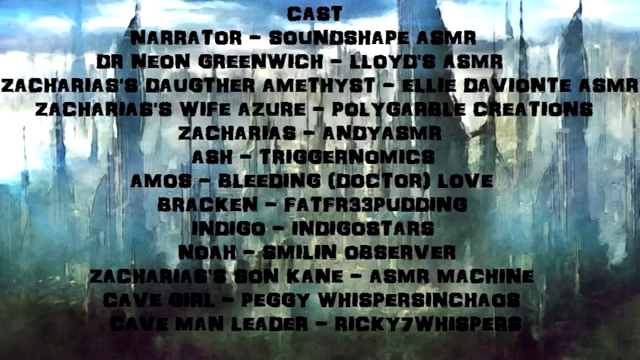 CAST
NARRATOR - SOUNDSHAPE ASMR
DR NEON GREENWICH - LLOYD'S ASMR
ZACHARIAS'S DAUGTHER AMETHYST - ELLIE DAVIONTE ASMR
ZACHARIAS'S WIFE AZURE - POLYGARBLE CREATIONS
ZACHARIAS - ANDYASMR
ASH - TRIGGERNOMICS
AMOS - BLEEDING (DOCTOR) LOVE
BRACKEN - FATFR33PUDDING
INDIGO - INDIGOSTARS
NOAH - SMILIN OBSERVER
ZACHARIAS'S SON KANE - ASMR MACHINE
CAVE GIRL - PEGGY WHISPERSINCHAOS
CAVE MAN LEADER - RICKY7WHISPERS